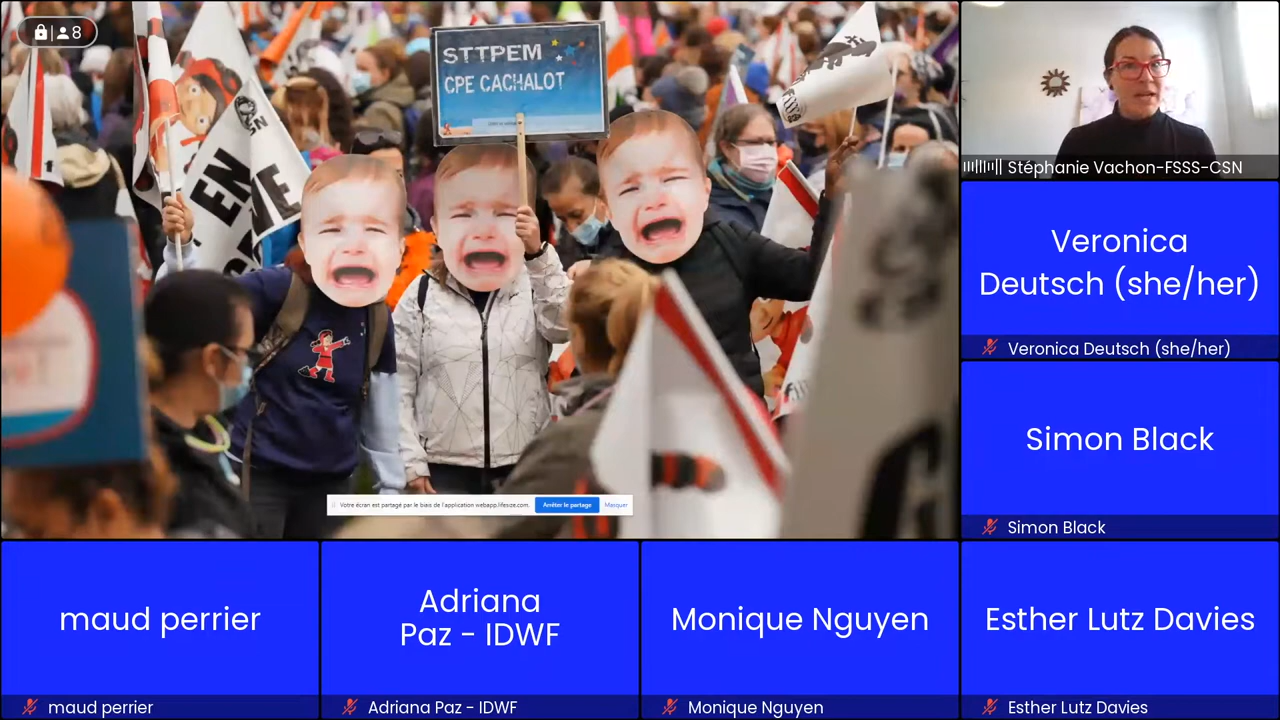 8
STTPEM
CPE CACHALOT
CSN
EN
Votre écran est partagé par le biais de l'application webapp.lifesize.com.
Arrêter le partage
Masquer
Stéphanie Vachon-FSSS-CSN
Veronica
Deutsch (she/her)
Veronica Deutsch (she/her)
Simon Black
Simon Black
maud perrier
maud perrier
Adriana
Paz - IDWF
Adriana Paz - IDWF
Monique Nguyen
Monique Nguyen
Esther Lutz Davies
Esther Lutz Davies